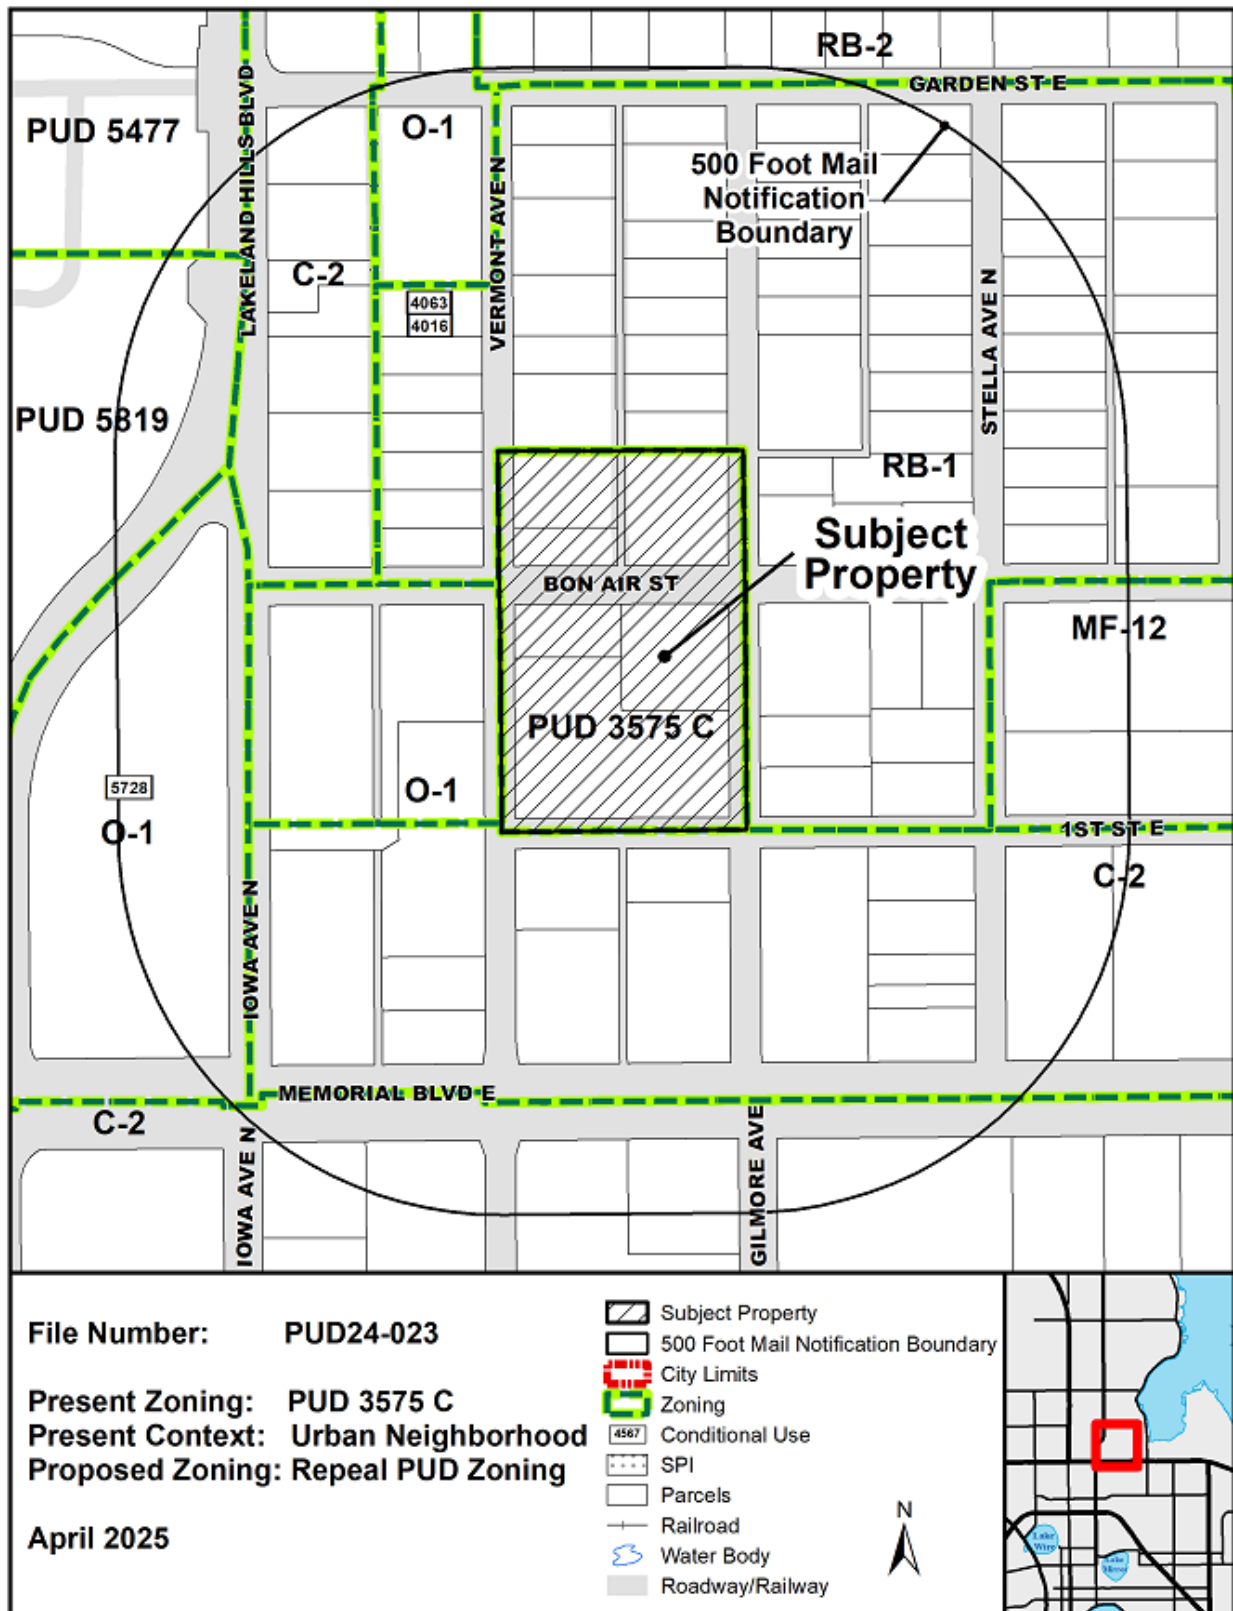 RB-2
GARDEN ST E
PUD 5477
O-1
LAKELAND HILLS BLVD
VERMONT AVE N
500 Foot Mail
Notification
Boundary
C-2
4063
4016
STELLA AVE N
PUD 5819
RB-1
Subject
Property
BON AIR ST
MF-12
PUD 3575 C
5728
O-1
O-1
1ST ST E
C-2
IOWA AVE N
MEMORIAL BLVD E
C-2
IOWA AVE N
GILMORE AVE
File Number: PUD24-023
Present Zoning: PUD 3575 C
Present Context: Urban Neighborhood
Proposed Zoning: Repeal PUD Zoning
April 2025
Subject Property
500 Foot Mail Notification Boundary
City Limits
Zoning
4567 Conditional Use
SPI
Parcels
Railroad
Water Body
Roadway/Railway
N
Lake
Wire
Lake
Mirror